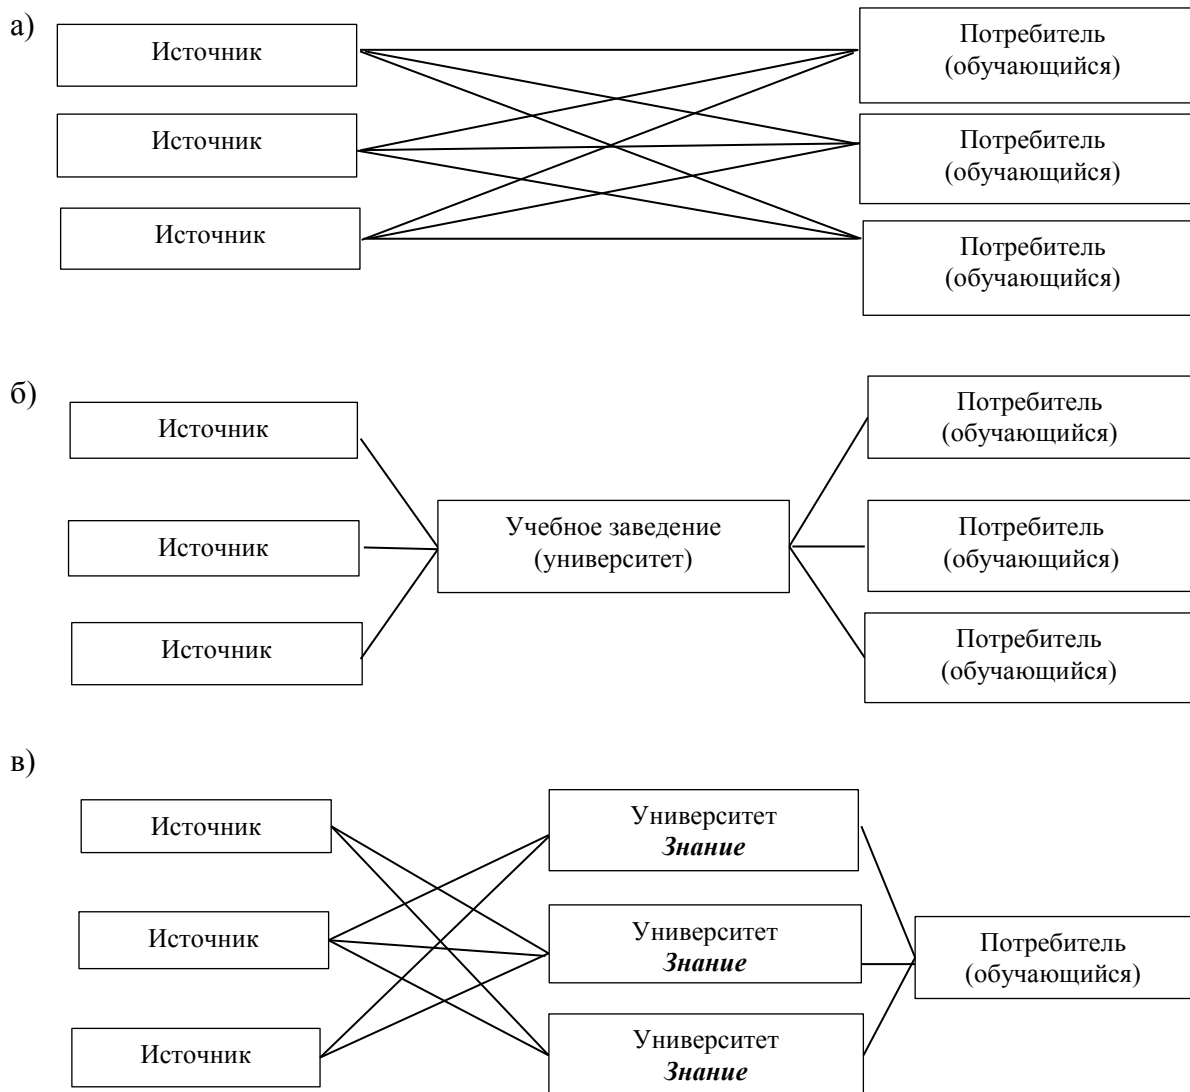 а)
Источник
Потребитель
(обучающийся)
Источник
Потребитель
(обучающийся)
Источник
Потребитель
(обучающийся)
б)
Источник
Потребитель
(обучающийся)
Источник
Учебное заведение
(университет)
Потребитель
(обучающийся)
Источник
Потребитель
(обучающийся)
в)
Источник
Университет
Знание
Источник
Университет
Знание
Потребитель
(обучающийся)
Источник
Университет
Знание